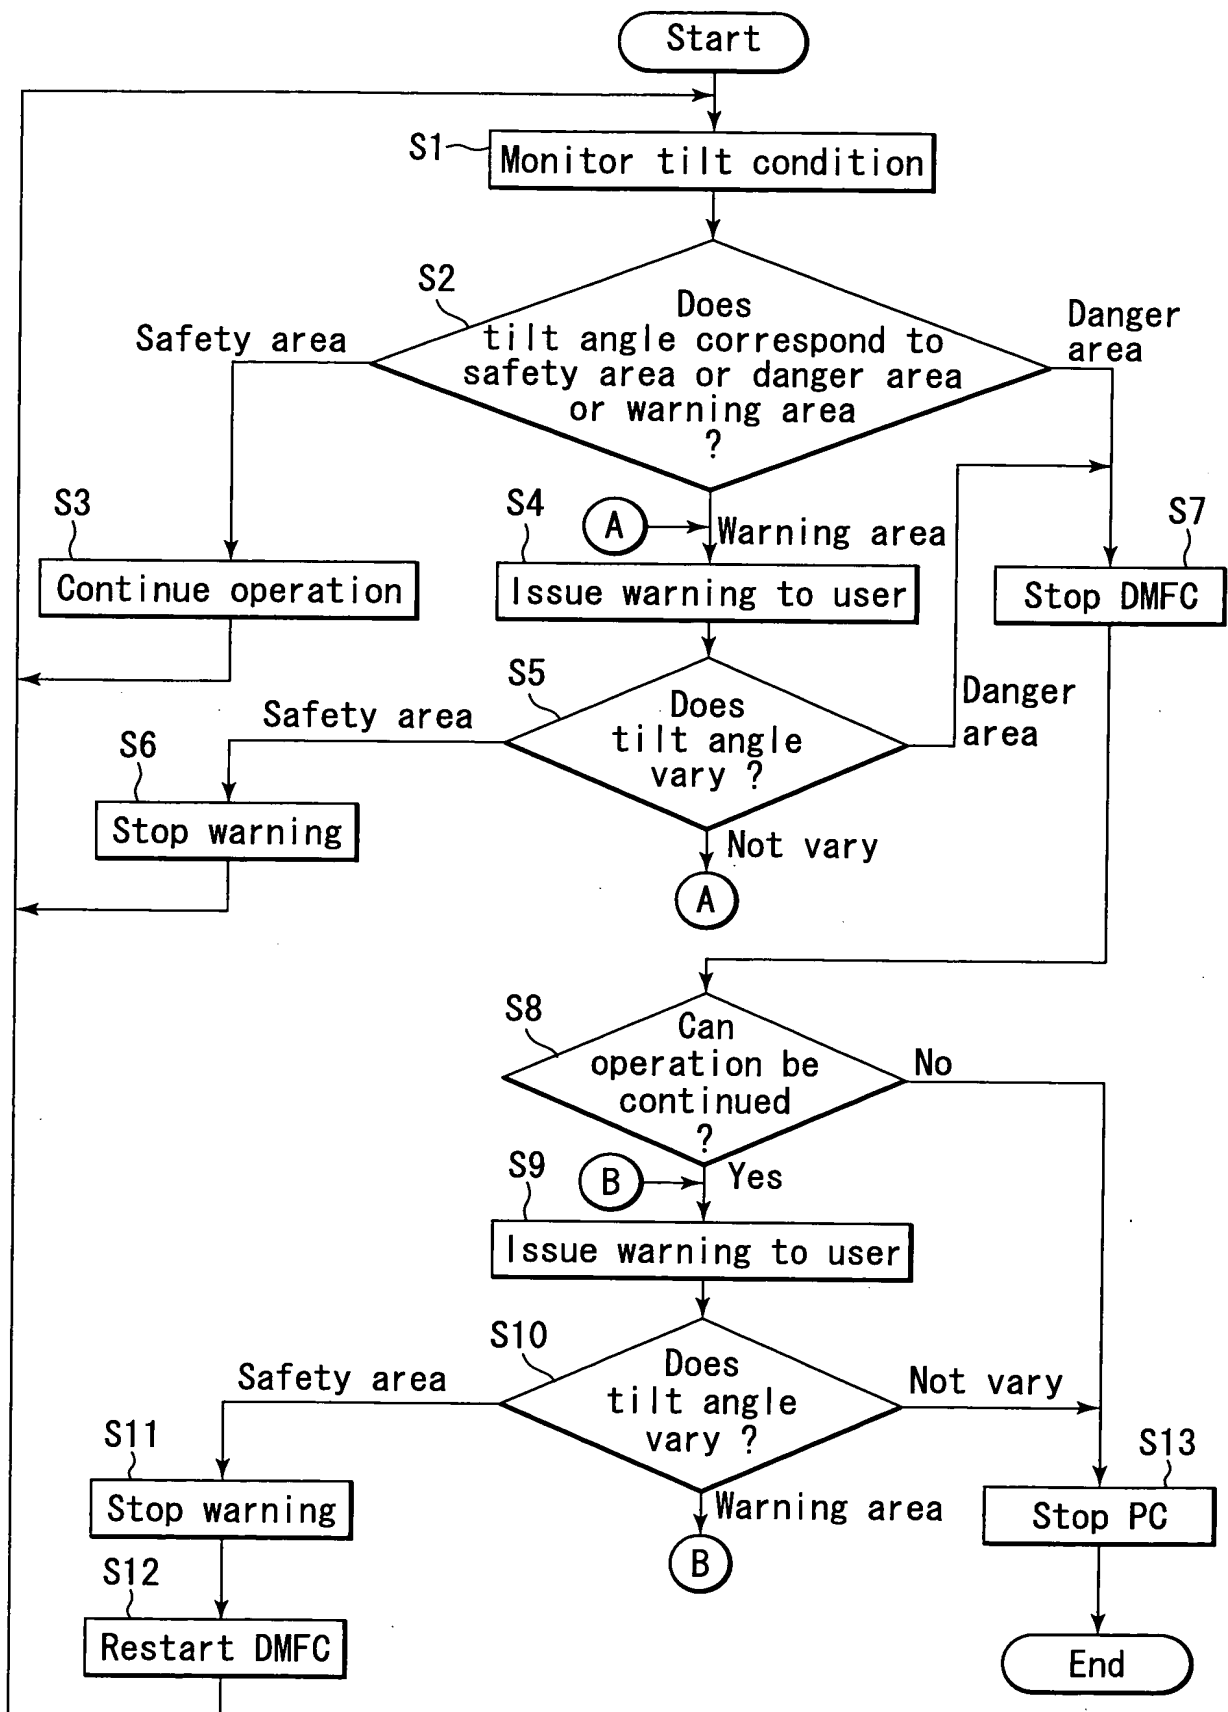 Start
S1
Monitor tilt condition
S2
Does
tilt angle correspond to
safety area or danger area
or warning area
?
Safety area
Danger
area
S3
Continue operation
A
Warning area
S4
Issue warning to user
S7
Stop DMFC
S5
Does
tilt angle
vary ?
Safety area
Danger
area
S6
Stop warning
Not vary
A
S8
Can
operation be
continued
?
No
B
Yes
S9
Issue warning to user
S10
Does
tilt angle
vary ?
Safety area
Not vary
S11
Stop warning
Warning area
B
S13
Stop PC
S12
Restart DMFC
End